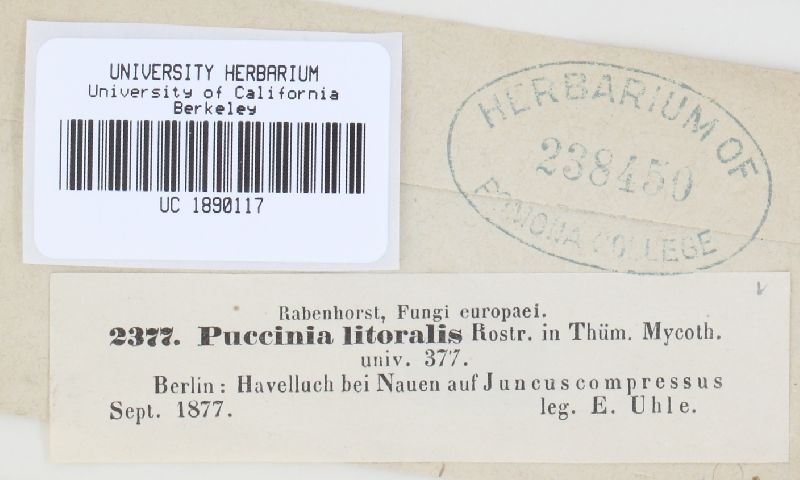 UNIVERSITY HERBARIUM
University of California
Berkeley
UC 1890117
HERBARIUM OF
238450
POMONA COLLEGE
Rabenhorst, Fungi europaei.
2377. Puccinia litoralis Rostr. in Thüm. Mycoth.
univ. 377.
Berlin: Havelluch bei Nauen auf Juncus compressus
Sept. 1877. leg. E. Uhle.